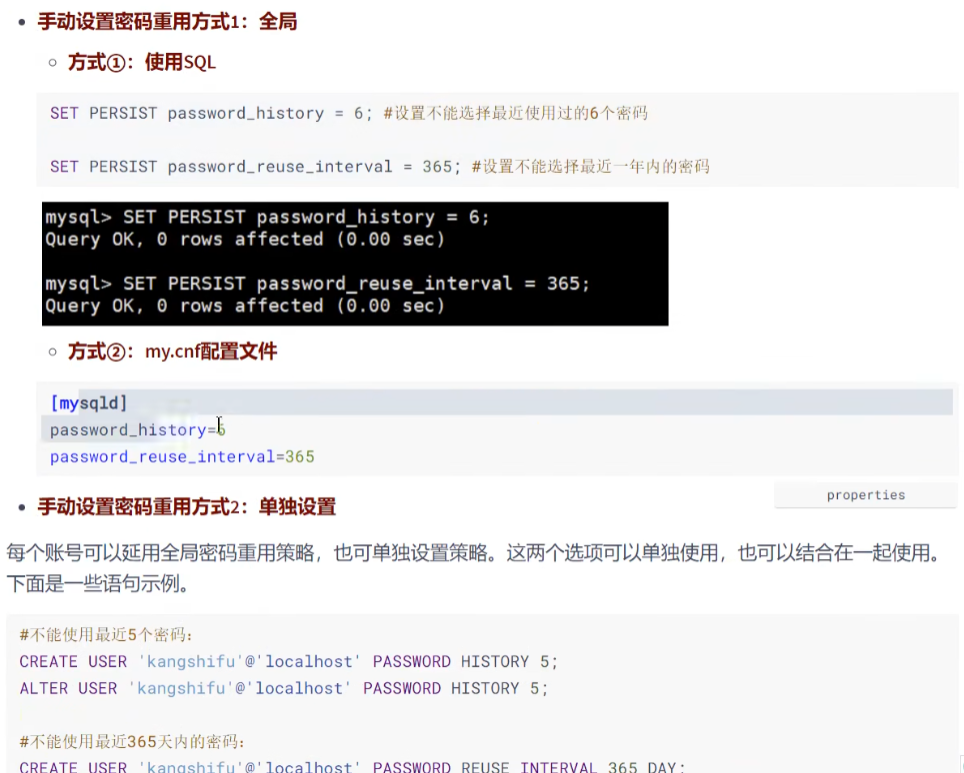 手动设置密码重用方式1：全局
方式①：使用SQL
SET PERSIST password_history = 6; #设置不能选择最近使用过的6个密码
SET PERSIST password_reuse_interval = 365; #设置不能选择最近一年内的密码
mysql> SET PERSIST password_history = 6;
Query OK, 0 rows affected (0.00 sec)
mysql> SET PERSIST password_reuse_interval = 365;
Query OK, 0 rows affected (0.00 sec)
方式②：my.cnf配置文件
[mysqld]
password_history=6
password_reuse_interval=365
properties
手动设置密码重用方式2：单独设置
每个账号可以延用全局密码重用策略，也可单独设置策略。这两个选项可以单独使用，也可以结合在一起使用。
下面是一些语句示例。
#不能使用最近5个密码：
CREATE USER 'kangshifu'@'localhost' PASSWORD HISTORY 5;
ALTER USER 'kangshifu'@'localhost' PASSWORD HISTORY 5;
#不能使用最近365天内的密码：
CREATE USER 'kangshifu'@'localhost' PASSWORD REUSE INTERVAL 365 DAY;